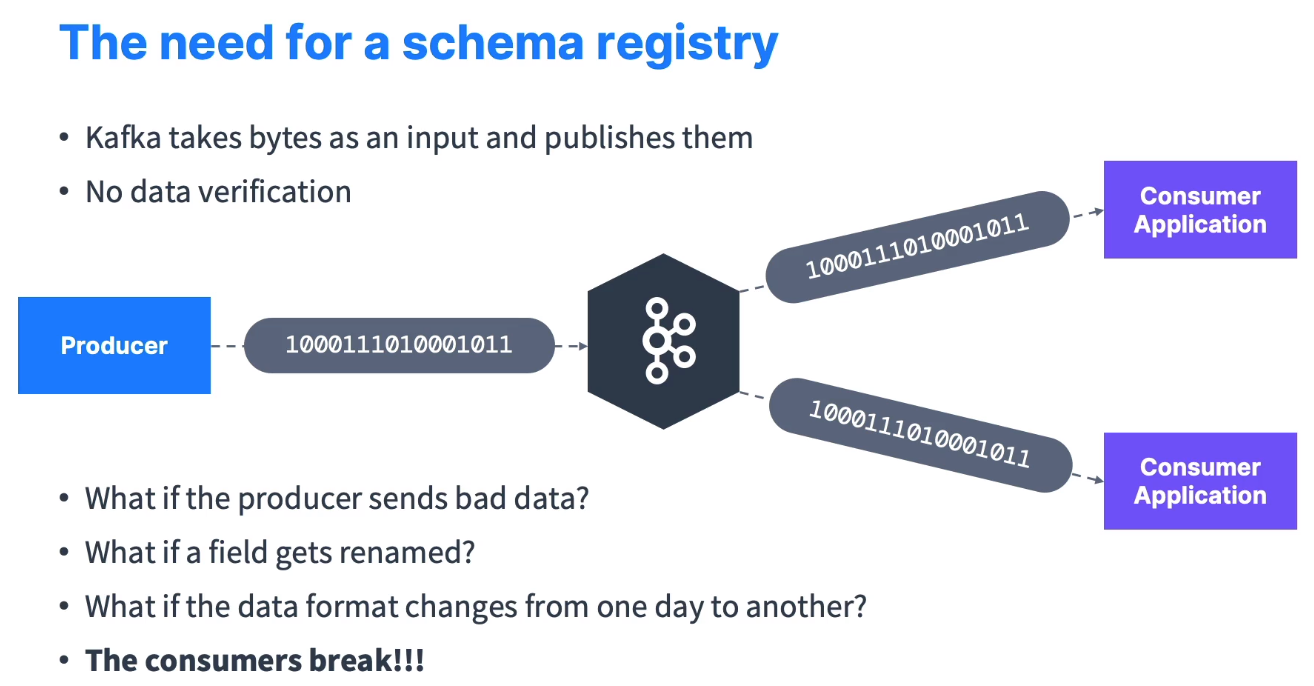 The need for a schema registry
• Kafka takes bytes as an input and publishes them
• No data verification
Producer
1000111010001011
1000111010001011
Consumer
Application
1000111010001011
Consumer
Application
• What if the producer sends bad data?
• What if a field gets renamed?
• What if the data format changes from one day to another?
• The consumers break!!!